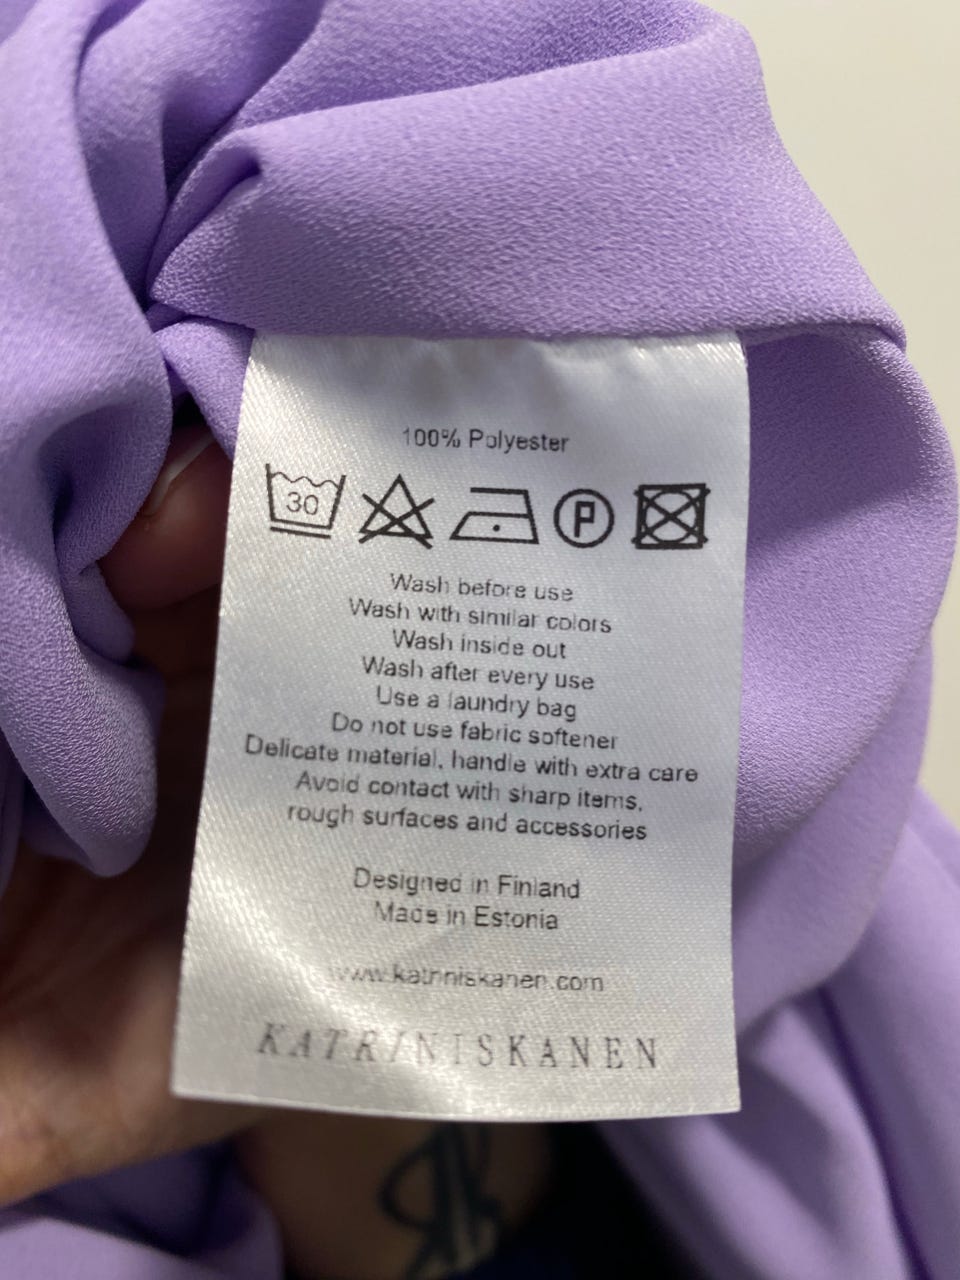 100% Polyester
30
P
Wash before use
Wash with similar colors
Wash inside out
Wash after every use
Use a laundry bag
Do not use fabric softener
Delicate material, handle with extra care
Avoid contact with sharp items,
rough surfaces and accessories
Designed in Finland
Made in Estonia
www.katriniskanen.com
KATRINISKANEN